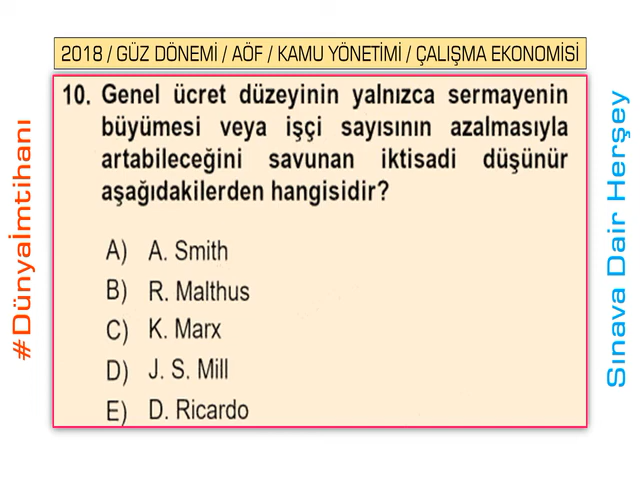 2018 / GÜZ DÖNEMİ / AÖF / KAMU YÖNETİMİ / ÇALIŞMA EKONOMİSİ
10. Genel ücret düzeyinin yalnızca sermayenin
büyümesi veya işçi sayısının azalmasıyla
artabileceğini savunan iktisadi düşünür
aşağıdakilerden hangisidir?
A) A. Smith
B) R. Malthus
C) K. Marx
D) J. S. Mill
E) D. Ricardo
#Dünyaİmtihanı
Sınava Dair Herşey